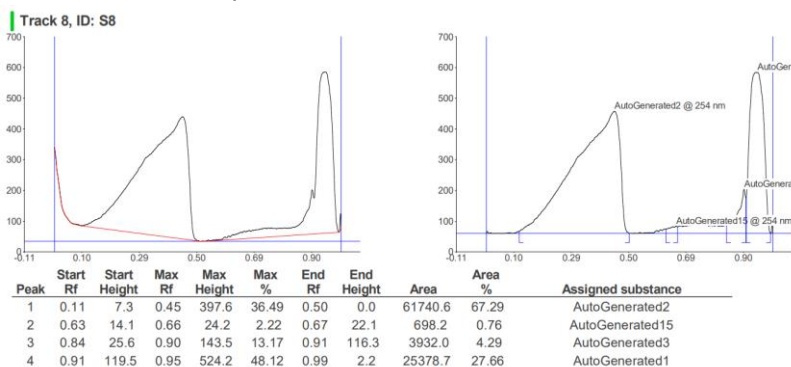 Track 8, ID: S8
700
600
500
400
300
200
100
0
-0.11 0.10 0.29 0.50 0.69 0.90
700
600
500
400
300
200
100
0
-0.11 0.10 0.29 0.50 0.69 0.90
AutoGer
AutoGenerated2 @ 254 nm
AutoGenera
AutoGenerated15 @ 254 nm
Peak Start Rf Start Height Max Rf Max Height Max % End Rf End Height Area Area % Assigned substance
1 0.11 7.3 0.45 397.6 36.49 0.50 0.0 61740.6 67.29 AutoGenerated2
2 0.63 14.1 0.66 24.2 2.22 0.67 22.1 698.2 0.76 AutoGenerated15
3 0.84 25.6 0.90 143.5 13.17 0.91 116.3 3932.0 4.29 AutoGenerated3
4 0.91 119.5 0.95 524.2 48.12 0.99 2.2 25378.7 27.66 AutoGenerated1